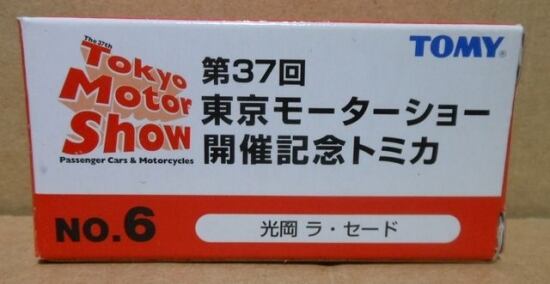 The 37th
Tokyo
Motor
Show
Passenger Cars & Motorcycles
TOMY
第37回
東京モーターショー
開催記念トミカ
NO.6
光岡 ラ・セード